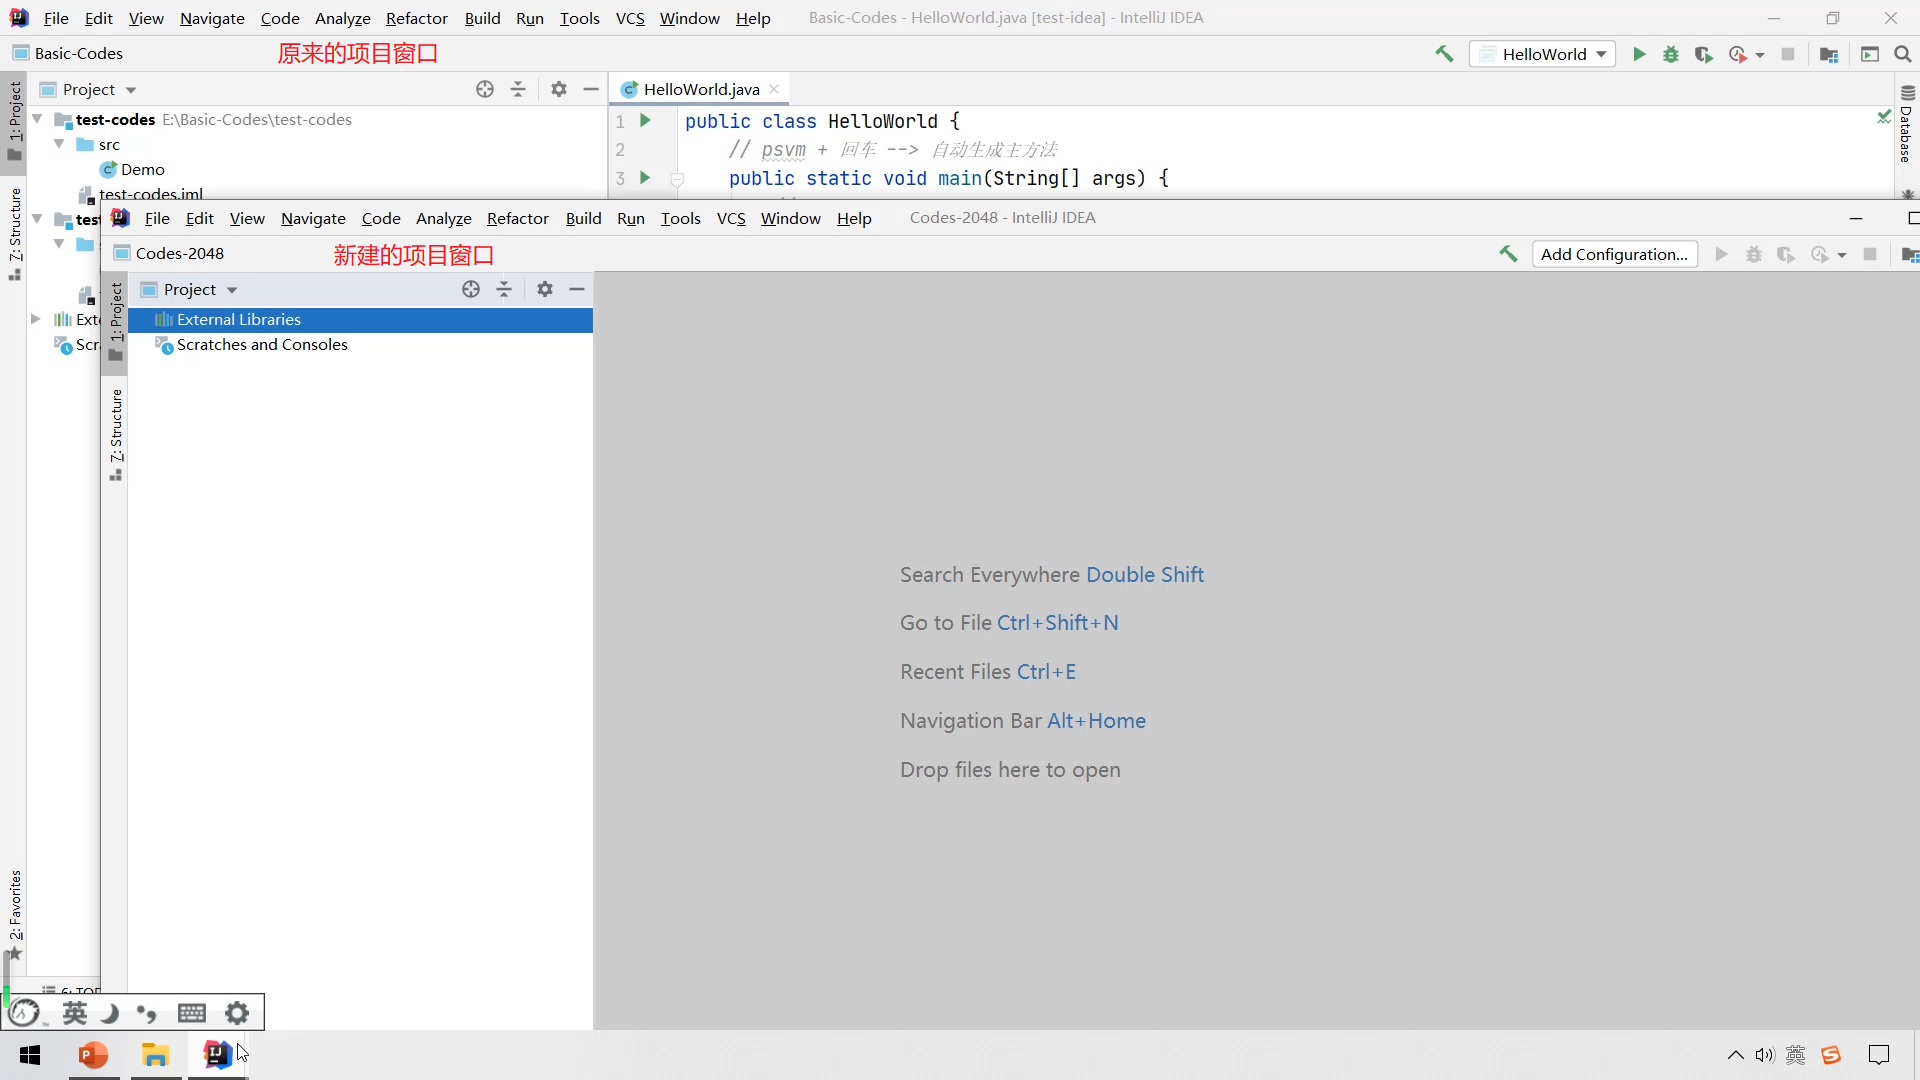 File Edit View Navigate Code Analyze Refactor Build Run Tools VCS Window Help Basic-Codes - HelloWorld.java [test-idea] - IntelliJ IDEA
Basic-Codes 原来的项目窗口 HelloWorld
1: Project
Project
HelloWorld.java
test-codes E:\Basic-Codes\test-codes
src
Demo
test-codes.iml
1 public class HelloWorld {
2 // psvm + 回车 --> 自动生成主方法
3 public static void main(String[] args) {
Database
Z: Structure
File Edit View Navigate Code Analyze Refactor Build Run Tools VCS Window Help Codes-2048 - IntelliJ IDEA
Codes-2048 新建的项目窗口 Add Configuration...
1: Project
Project
External Libraries
Scratches and Consoles
Z: Structure
Search Everywhere Double Shift
Go to File Ctrl+Shift+N
Recent Files Ctrl+E
Navigation Bar Alt+Home
Drop files here to open
2: Favorites
英
英